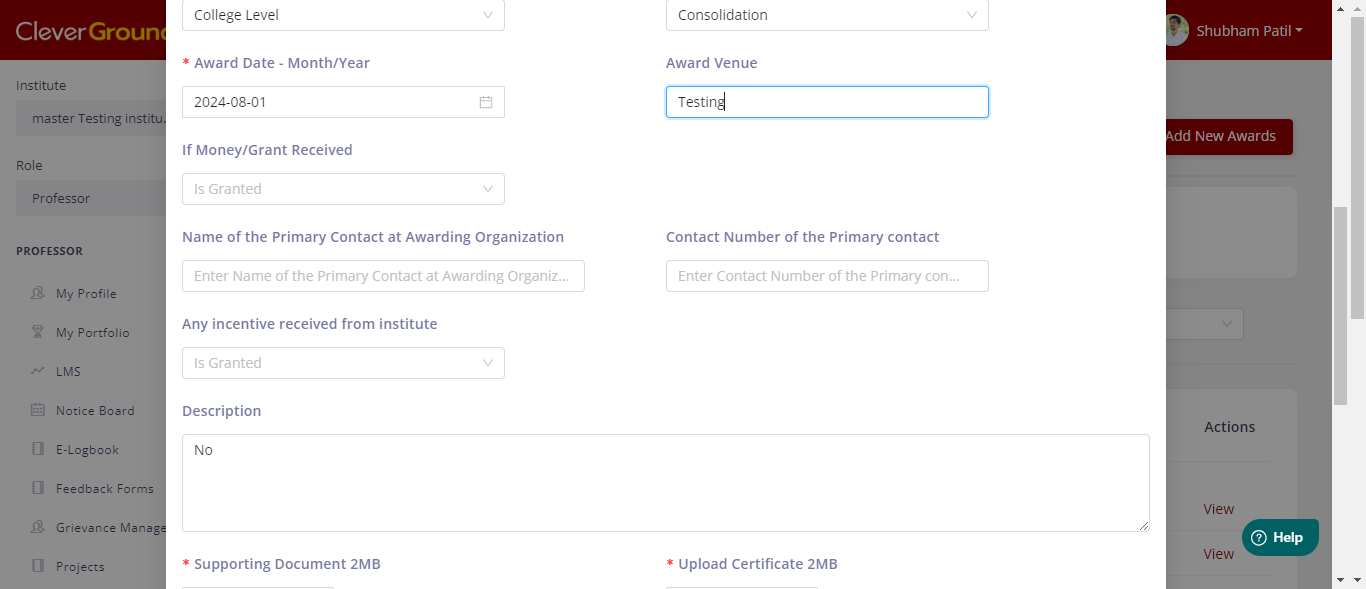 CleverGround
Shubham Patil
Institute
master Testing institu..
Role
Professor
PROFESSOR
My Profile
My Portfolio
LMS
Notice Board
E-Logbook
Feedback Forms
Grievance Manage
Projects
College Level
Consolidation
* Award Date - Month/Year
Award Venue
2024-08-01
Testing
If Money/Grant Received
Is Granted
Name of the Primary Contact at Awarding Organization
Contact Number of the Primary contact
Enter Name of the Primary Contact at Awarding Organiz...
Enter Contact Number of the Primary con...
Any incentive received from institute
Is Granted
Description
No
* Supporting Document 2MB
* Upload Certificate 2MB
Add New Awards
Actions
View
View
Help